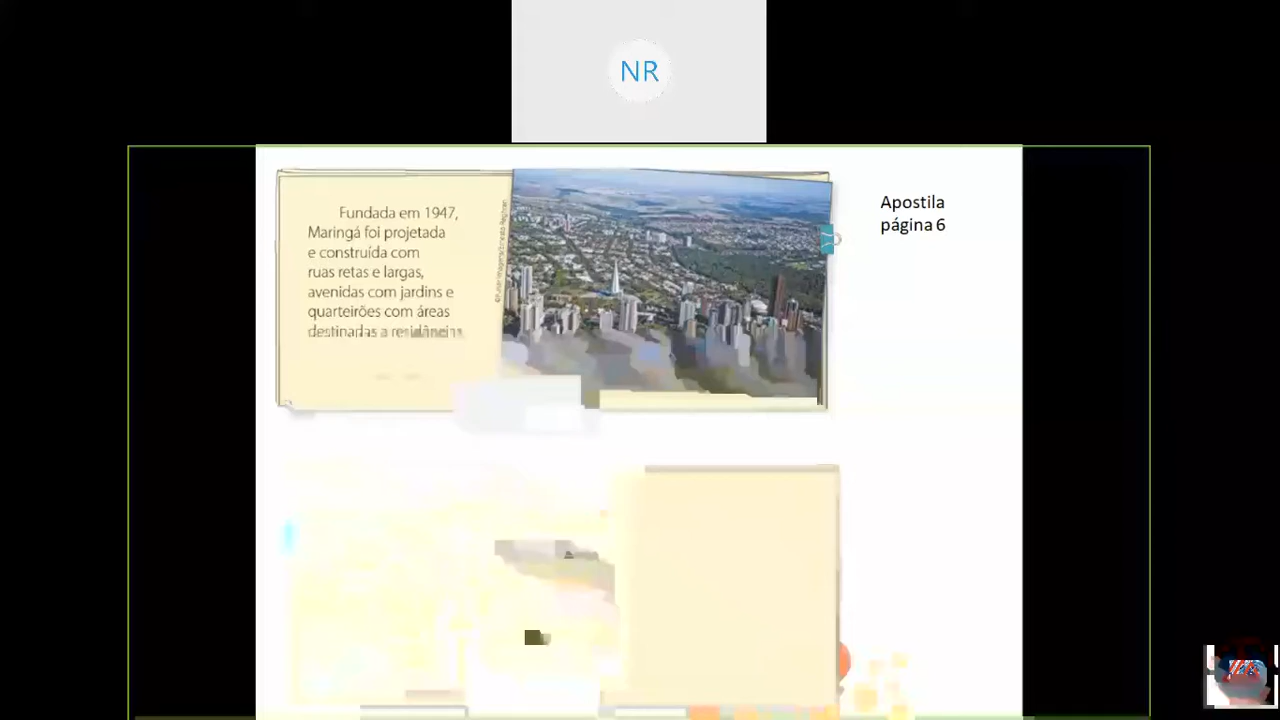 NR
Fundada em 1947,
Maringá foi projetada
e construída com
ruas retas e largas,
avenidas com jardins e
quarteirões com áreas
destinadas a
Apostila
página 6